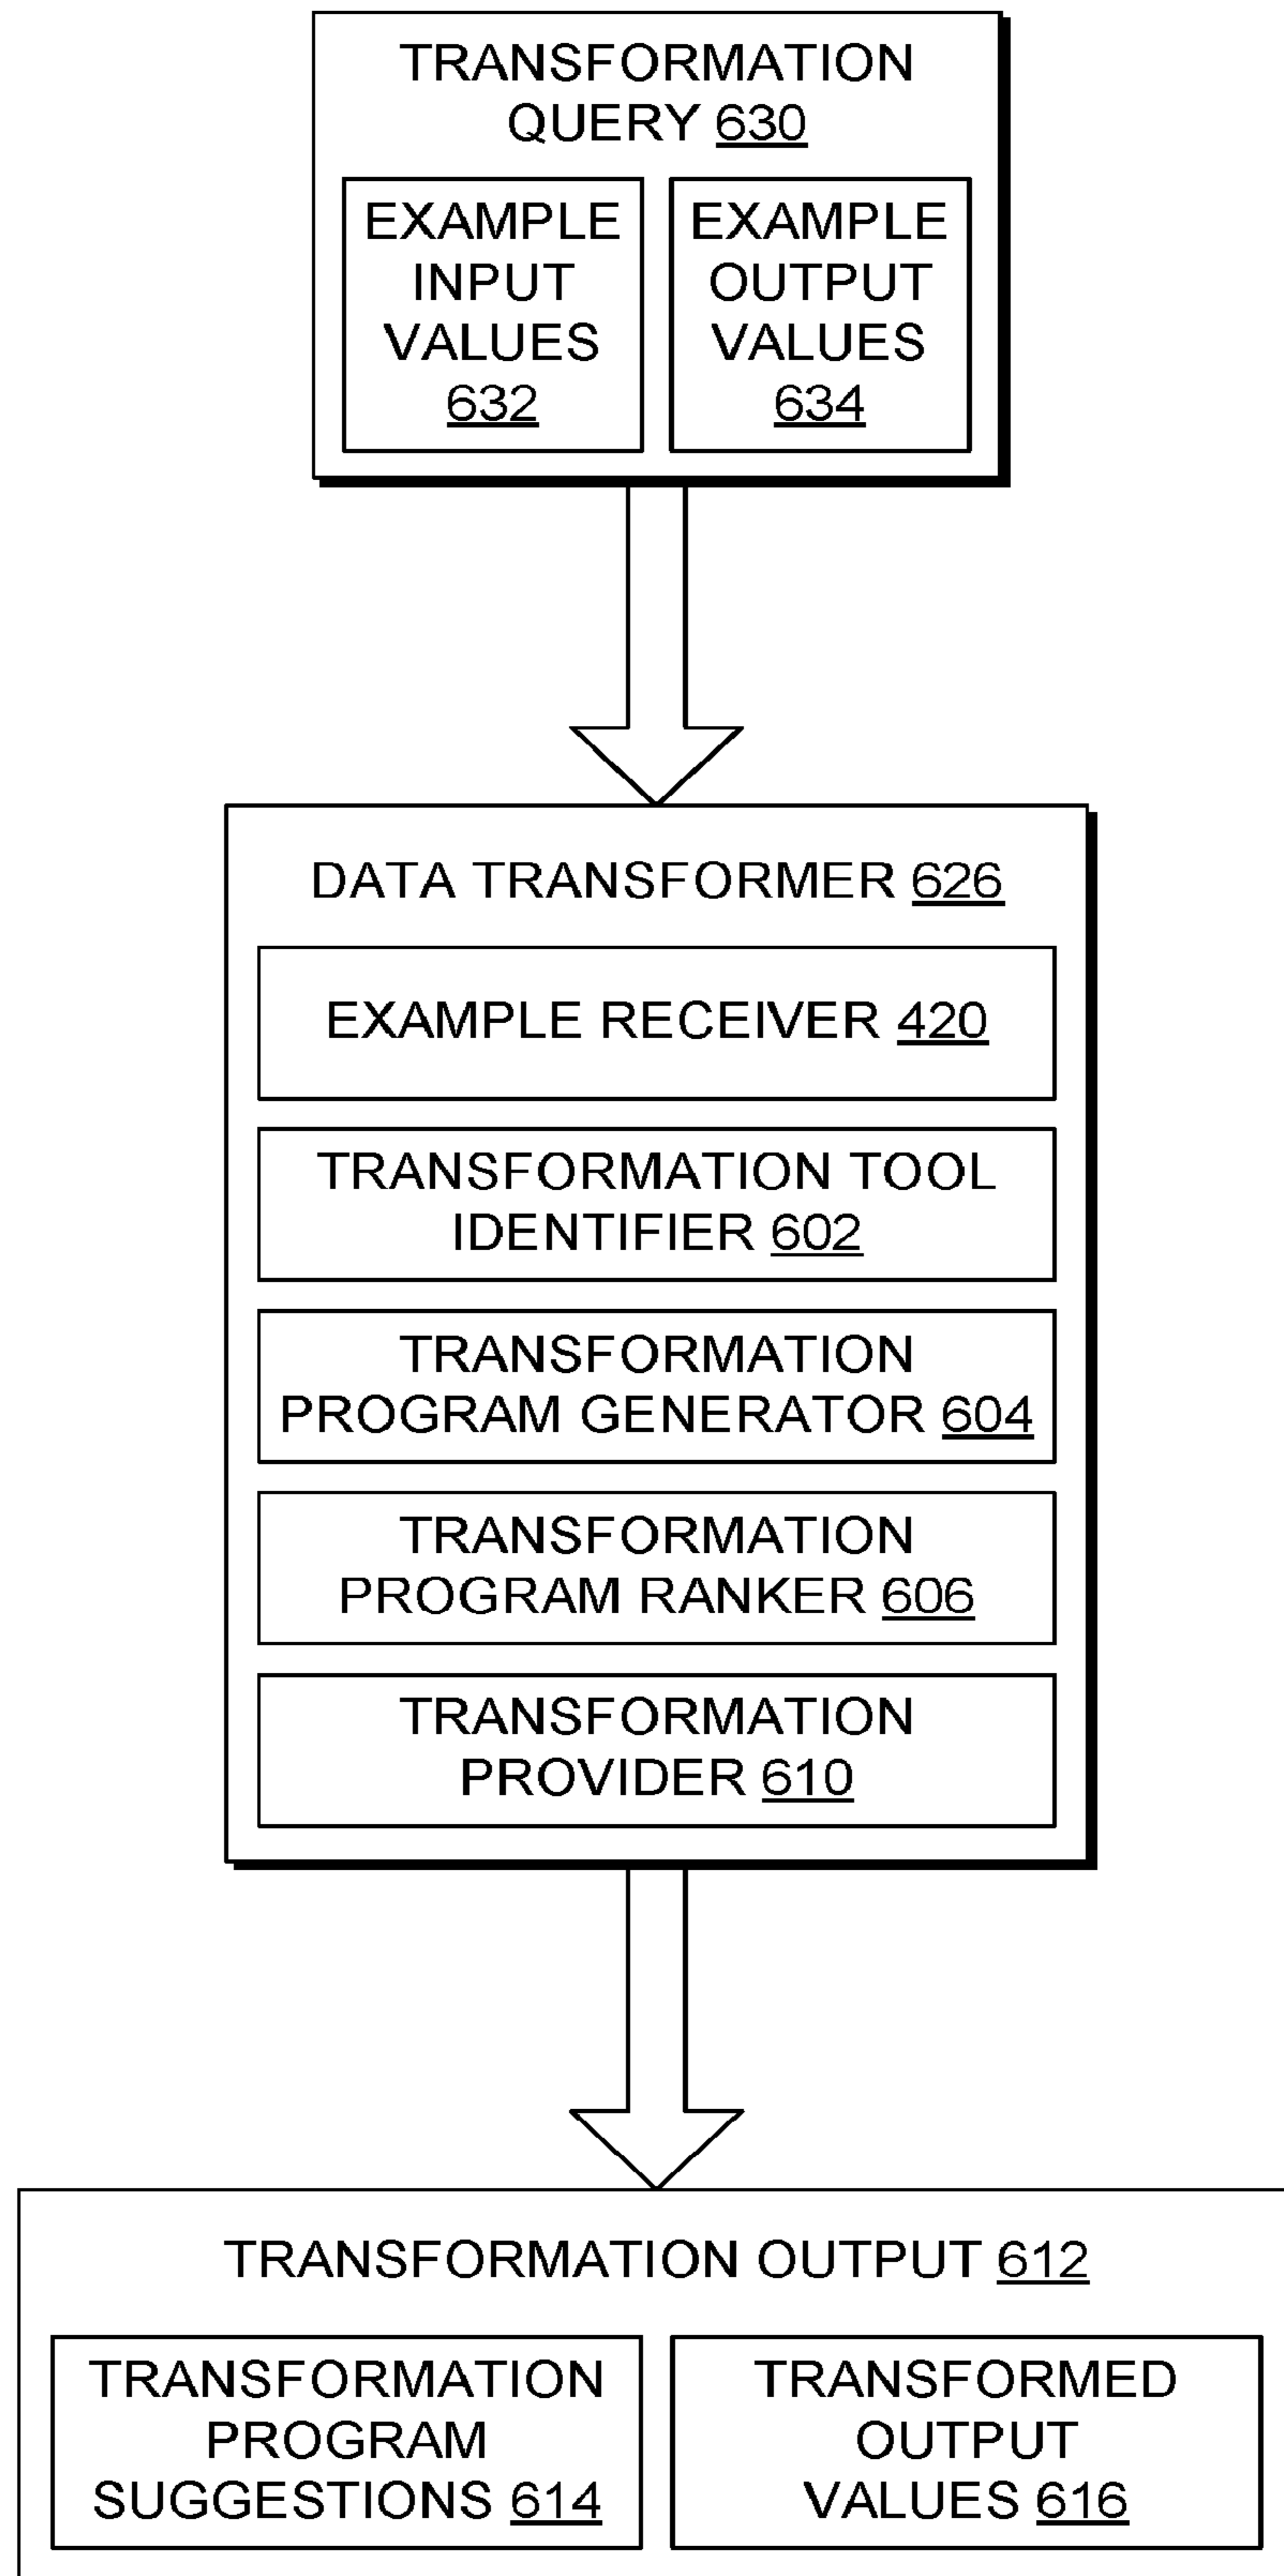 TRANSFORMATION
QUERY 630
EXAMPLE
INPUT
VALUES
632
EXAMPLE
OUTPUT
VALUES
634
DATA TRANSFORMER 626
EXAMPLE RECEIVER 420
TRANSFORMATION TOOL
IDENTIFIER 602
TRANSFORMATION
PROGRAM GENERATOR 604
TRANSFORMATION
PROGRAM RANKER 606
TRANSFORMATION
PROVIDER 610
TRANSFORMATION OUTPUT 612
TRANSFORMATION
PROGRAM
SUGGESTIONS 614
TRANSFORMED
OUTPUT
VALUES 616